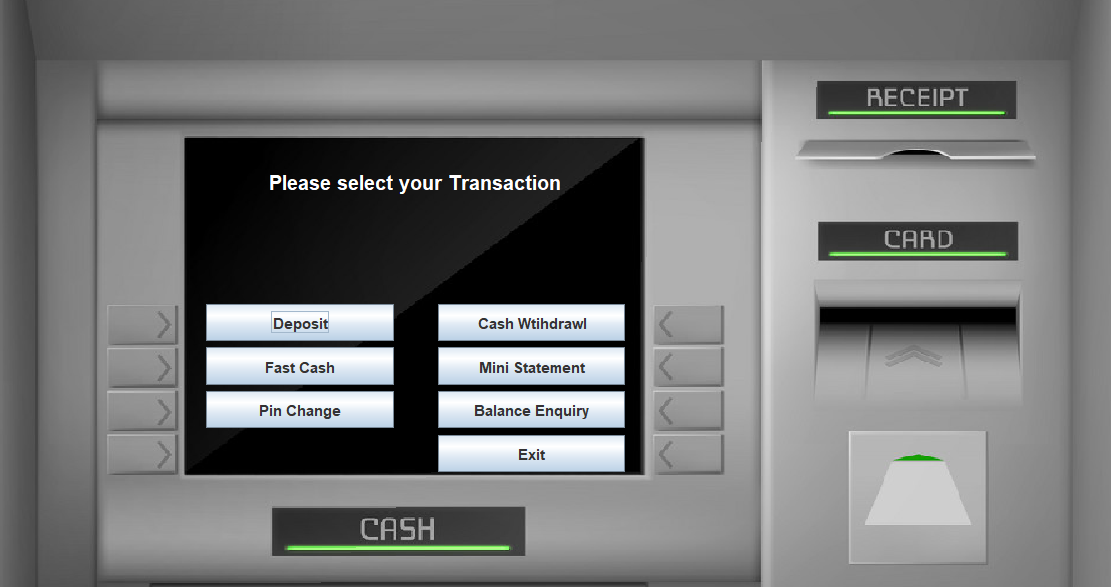 RECEIPT
Please select your Transaction
CARD
Deposit
Cash Wtihdrawl
Fast Cash
Mini Statement
Pin Change
Balance Enquiry
Exit
CASH